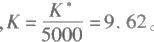 ,K = K*/5000 = 9. 62。